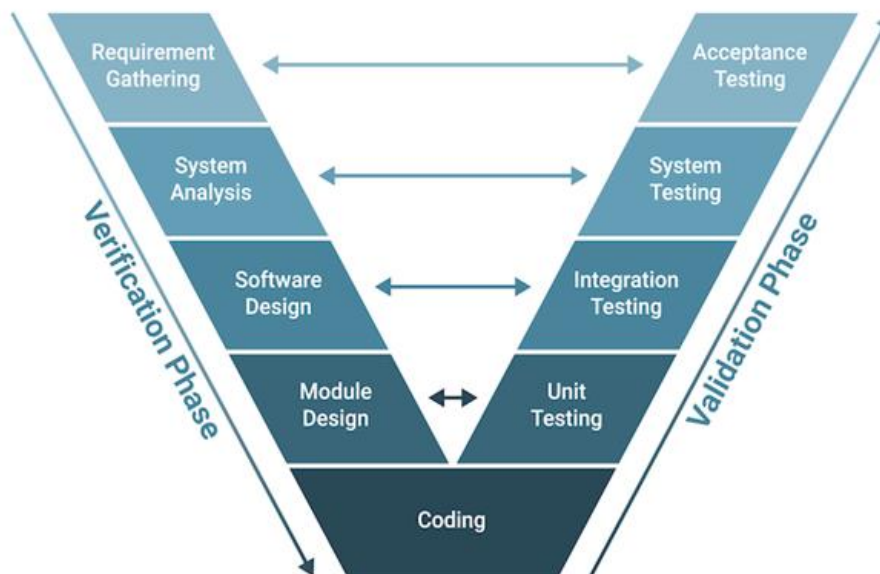 Requirement
Gathering
Acceptance
Testing
System
Analysis
System
Testing
Software
Design
Integration
Testing
Module
Design
Unit
Testing
Coding
Verification Phase
Validation Phase